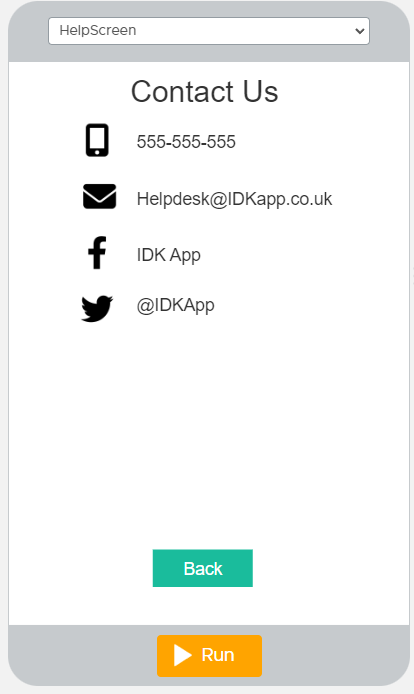 HelpScreen
Contact Us
555-555-555
Helpdesk@IDKapp.co.uk
IDK App
@IDKApp
Back
Run